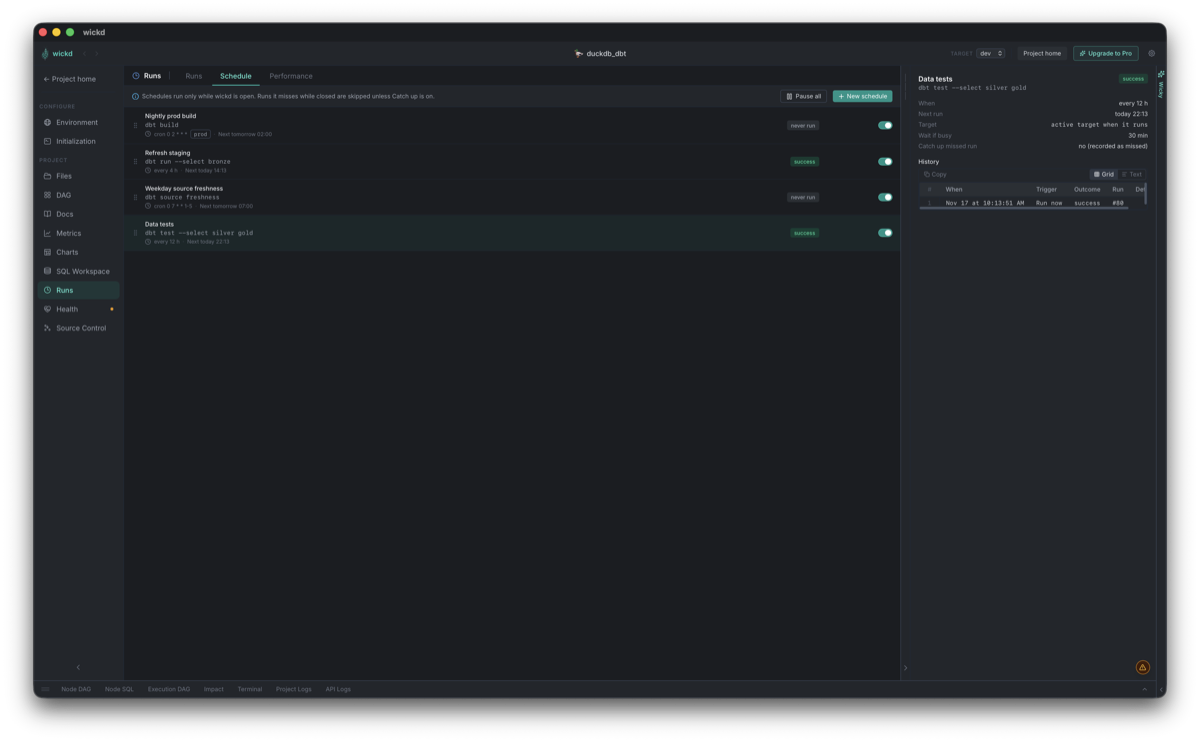 wickd
wickd
duckdb_dbt
TARGET dev
Project home
Upgrade to Pro
← Project home
CONFIGURE
Environment
Initialization
PROJECT
Files
DAG
Docs
Metrics
Charts
SQL Workspace
Runs
Health
Source Control
Runs
Runs
Schedule
Performance
Schedules run only while wickd is open. Runs it misses while closed are skipped unless Catch up is on.
Pause all
+ New schedule
Nightly prod build
dbt build
cron 0 2 * * * prod · Next tomorrow 02:00
never run
Refresh staging
dbt run --select bronze
every 4 h · Next today 14:13
success
Weekday source freshness
dbt source freshness
cron 0 7 * * 1-5 · Next tomorrow 07:00
never run
Data tests
dbt test --select silver gold
every 12 h · Next today 22:13
success
Data tests
success
dbt test --select silver gold
When every 12 h
Next run today 22:13
Target active target when it runs
Wait if busy 30 min
Catch up missed run no (recorded as missed)
History
Copy
Grid
Text
# When Trigger Outcome Run Det
1 Nov 17 at 10:13:51 AM Run now success #80
Wicky
Node DAG
Node SQL
Execution DAG
Impact
Terminal
Project Logs
API Logs